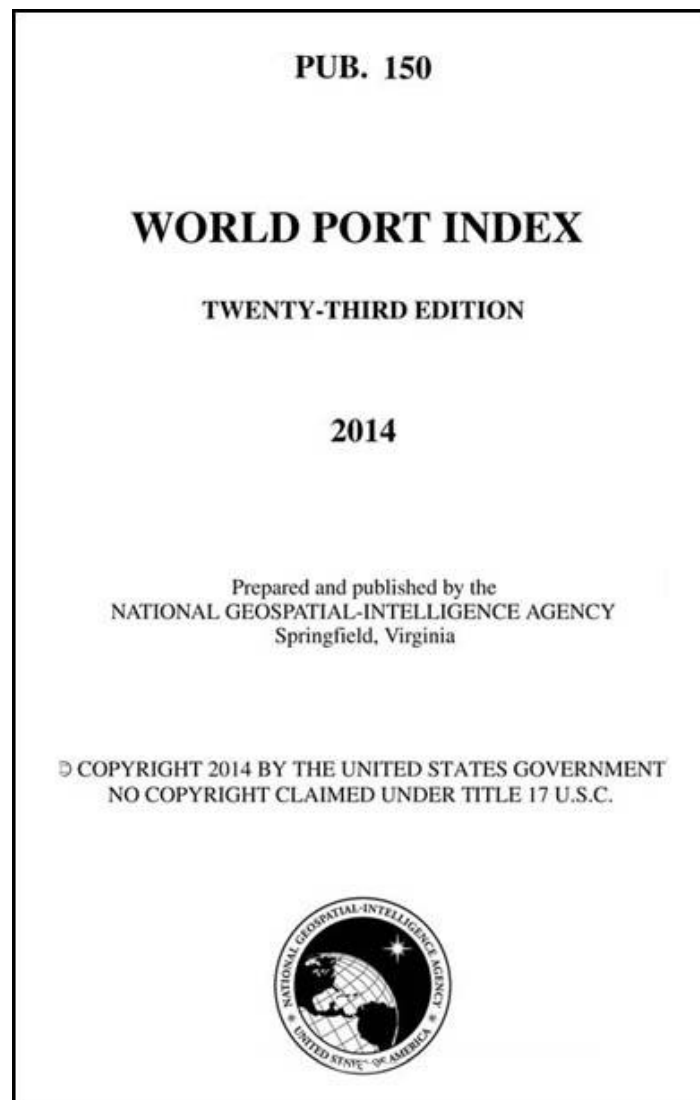 PUB. 150
WORLD PORT INDEX
TWENTY-THIRD EDITION
2014
Prepared and published by the
NATIONAL GEOSPATIAL-INTELLIGENCE AGENCY
Springfield, Virginia
© COPYRIGHT 2014 BY THE UNITED STATES GOVERNMENT
NO COPYRIGHT CLAIMED UNDER TITLE 17 U.S.C.
NATIONAL GEOSPATIAL-INTELLIGENCE AGENCY
UNITED STATES OF AMERICA